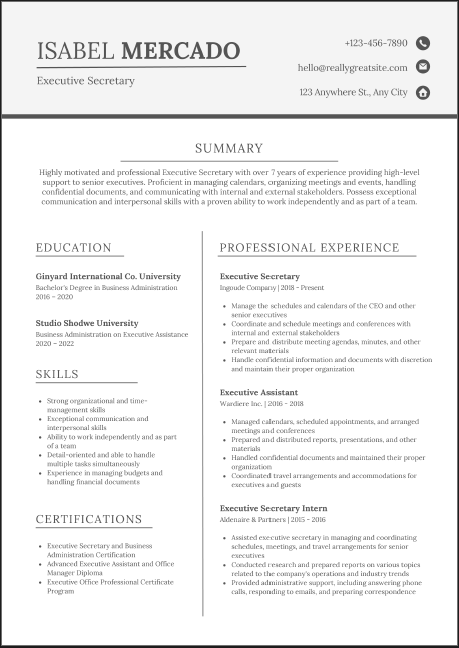 ISABEL MERCADO
Executive Secretary
+123-456-7890
hello@reallygreatsite.com
123 Anywhere St., Any City
SUMMARY
Highly motivated and professional Executive Secretary with over 7 years of experience providing high-level
support to senior executives. Proficient in managing calendars, organizing meetings and events, handling
confidential documents, and communicating with internal and external stakeholders. Possess exceptional
communication and interpersonal skills with a proven ability to work independently and as part of a team.
EDUCATION
Ginyard International Co. University
Bachelor's Degree in Business Administration
2016 – 2020
Studio Shodwe University
Business Administration on Executive Assistance
2020 – 2022
SKILLS
• Strong organizational and time-
management skills
• Exceptional communication and
interpersonal skills
• Ability to work independently and as part
of a team
• Detail-oriented and able to handle
multiple tasks simultaneously
• Experience in managing budgets and
handling financial documents
CERTIFICATIONS
• Executive Secretary and Business
Administration Certification
• Advanced Executive Assistant and Office
Manager Diploma
• Executive Office Professional Certificate
Program
PROFESSIONAL EXPERIENCE
Executive Secretary
Ingoude Company | 2018 - Present
• Manage the schedules and calendars of the CEO and other
senior executives
• Coordinate and schedule meetings and conferences with
internal and external stakeholders
• Prepare and distribute meeting agendas, minutes, and other
relevant materials
• Handle confidential information and documents with discretion
and maintain their proper organization
Executive Assistant
Wardiere Inc. | 2016 - 2018
• Managed calendars, scheduled appointments, and arranged
meetings and conferences
• Prepared and distributed reports, presentations, and other
materials
• Handled confidential documents and maintained their proper
organization
• Coordinated travel arrangements and accommodations for
executives and guests
Executive Secretary Intern
Aldenaire & Partners | 2015 - 2016
• Assisted executive secretary in managing and coordinating
schedules, meetings, and travel arrangements for senior
executives
• Conducted research and prepared reports on various topics
related to the company's operations and industry trends
• Provided administrative support, including answering phone
calls, responding to emails, and preparing correspondence